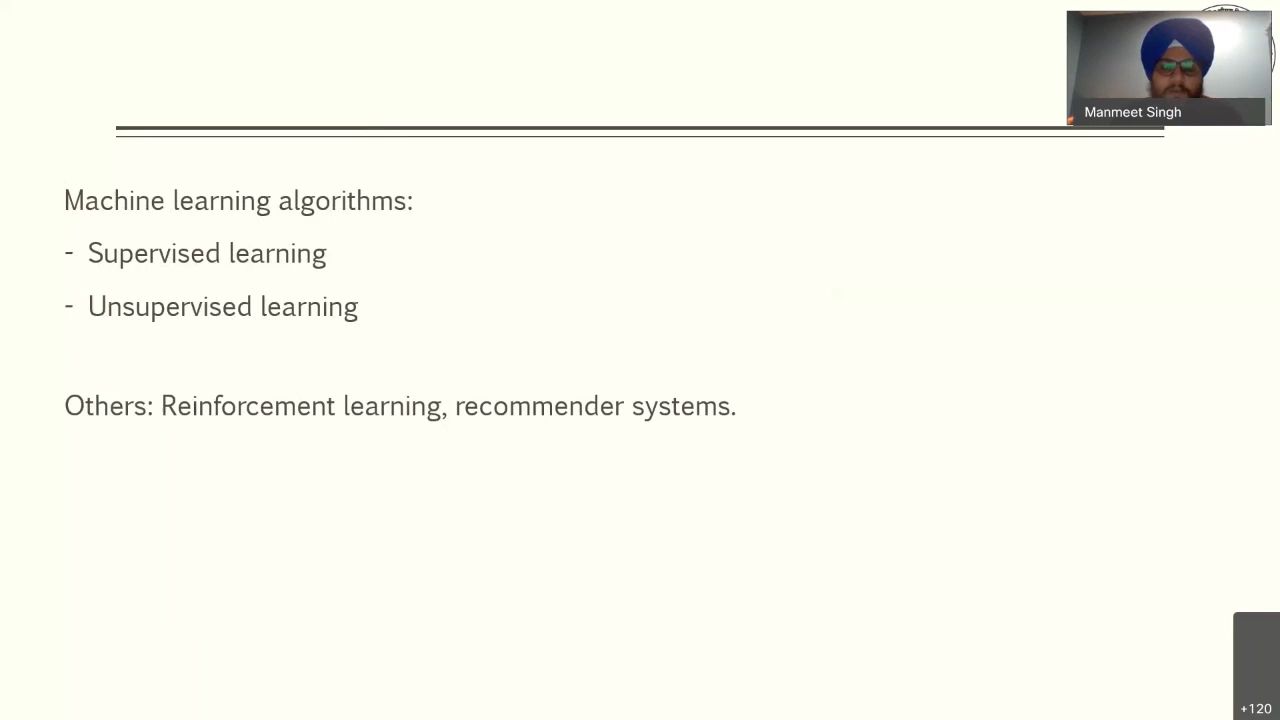 Manmeet Singh
Machine learning algorithms:
- Supervised learning
- Unsupervised learning
Others: Reinforcement learning, recommender systems.
+120